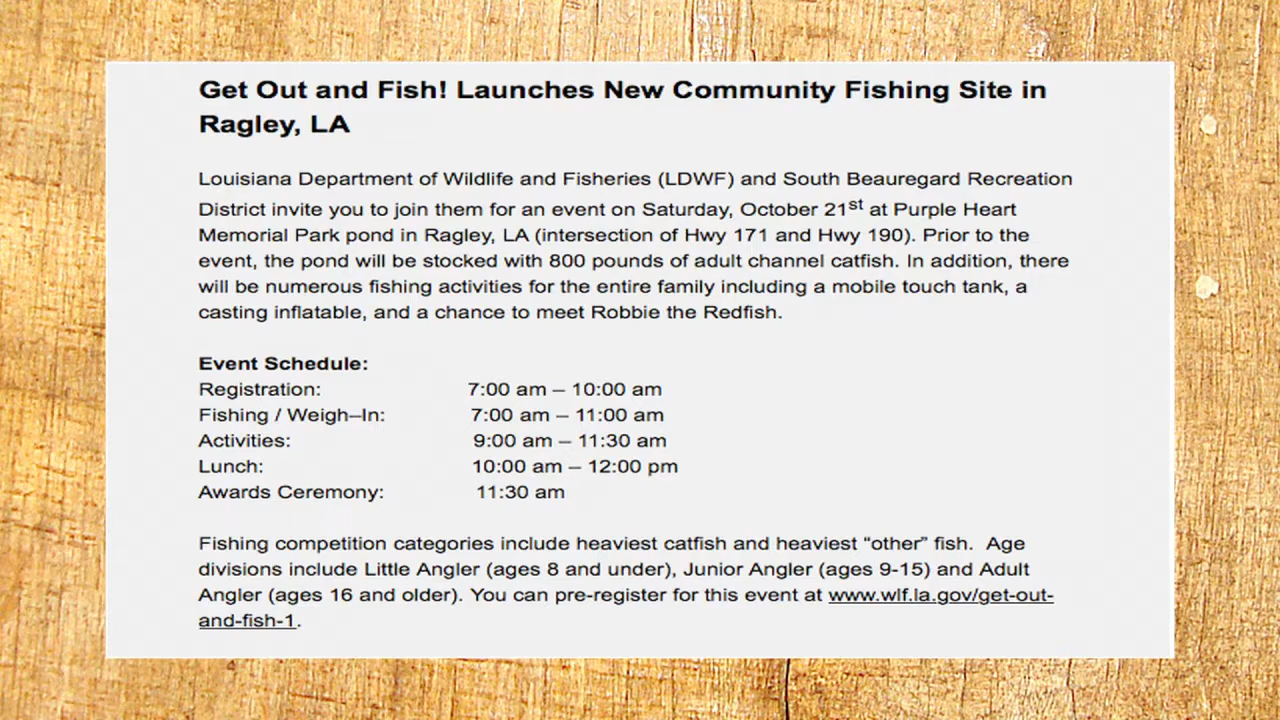 Get Out and Fish! Launches New Community Fishing Site in
Ragley, LA
Louisiana Department of Wildlife and Fisheries (LDWF) and South Beauregard Recreation
District invite you to join them for an event on Saturday, October 21st at Purple Heart
Memorial Park pond in Ragley, LA (intersection of Hwy 171 and Hwy 190). Prior to the
event, the pond will be stocked with 800 pounds of adult channel catfish. In addition, there
will be numerous fishing activities for the entire family including a mobile touch tank, a
casting inflatable, and a chance to meet Robbie the Redfish.
Event Schedule:
Registration: 7:00 am – 10:00 am
Fishing / Weigh–In: 7:00 am – 11:00 am
Activities: 9:00 am – 11:30 am
Lunch: 10:00 am – 12:00 pm
Awards Ceremony: 11:30 am
Fishing competition categories include heaviest catfish and heaviest “other” fish. Age
divisions include Little Angler (ages 8 and under), Junior Angler (ages 9-15) and Adult
Angler (ages 16 and older). You can pre-register for this event at www.wlf.la.gov/get-out-
and-fish-1.